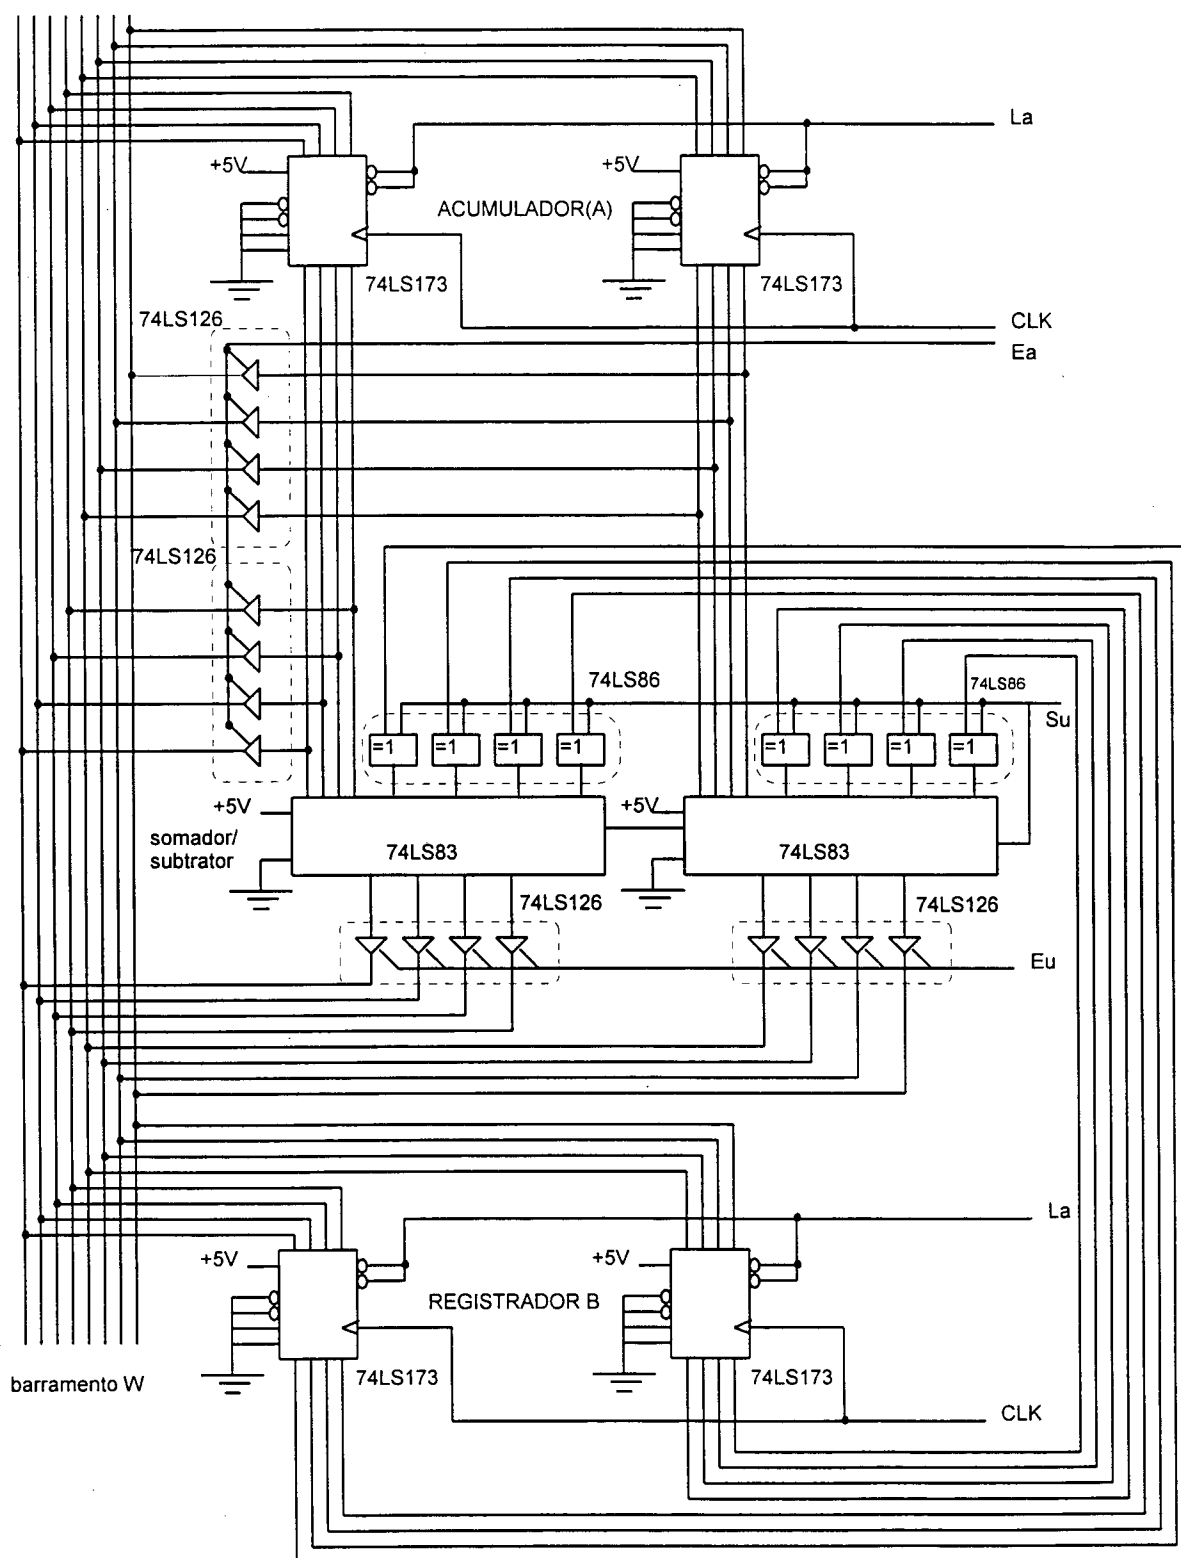 La
+5V
+5V
ACUMULADOR(A)
74LS173
74LS173
74LS126
CLK
Ea
74LS126
74LS86
74LS86
Su
=1
=1
=1
=1
=1
=1
=1
=1
+5V
+5V
somador/
subtrator
74LS83
74LS83
74LS126
74LS126
Eu
La
+5V
+5V
REGISTRADOR B
74LS173
74LS173
barramento W
CLK